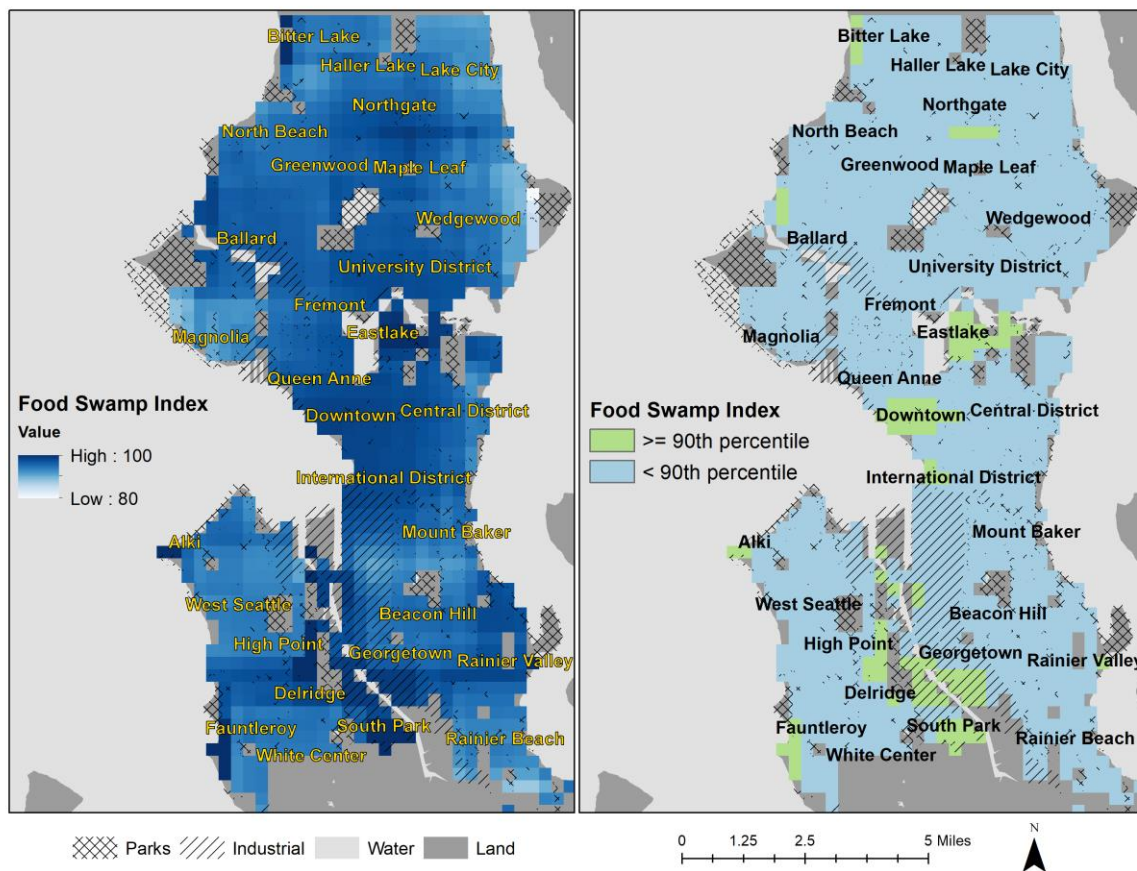 Bitter Lake
Haller Lake
Lake City
Northgate
North Beach
Greenwood
Maple Leaf
Wedgewood
Ballard
University District
Fremont
Eastlake
Magnolia
Queen Anne
Downtown
Central District
International District
Mount Baker
Alki
West Seattle
Beacon Hill
High Point
Georgetown
Rainier Valley
Delridge
Fauntleroy
South Park
Rainier Beach
White Center
Food Swamp Index
Value
High : 100
Low : 80
Bitter Lake
Haller Lake
Lake City
Northgate
North Beach
Greenwood
Maple Leaf
Wedgewood
Ballard
University District
Fremont
Eastlake
Magnolia
Queen Anne
Downtown
Central District
International District
Mount Baker
Alki
West Seattle
Beacon Hill
High Point
Georgetown
Rainier Valley
Delridge
Fauntleroy
South Park
Rainier Beach
White Center
Food Swamp Index
>= 90th percentile
< 90th percentile
Parks
Industrial
Water
Land
0 1.25 2.5 5 Miles
N